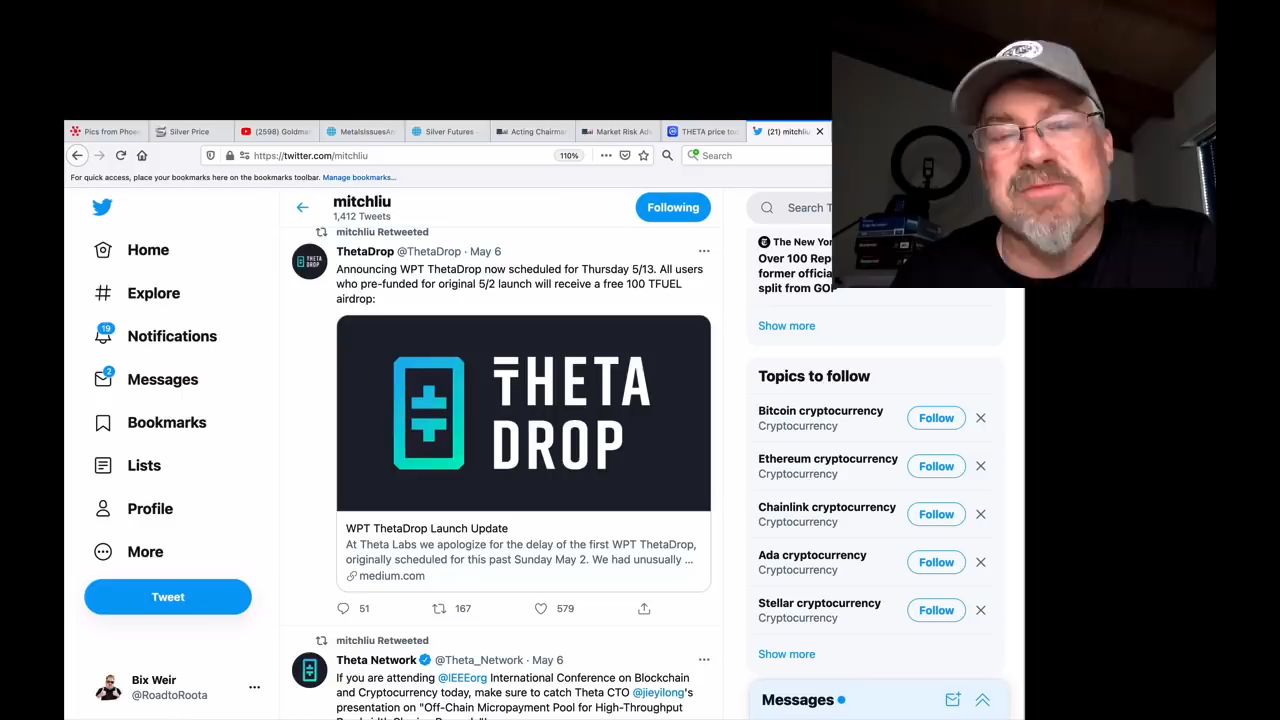 Pics from Phoe
Silver Price
(2598) Goldma
MetalsIssuesAn
Silver Futures -
Acting Chairma
Market Risk Ad
THETA price to
(21) mitchliu
https://twitter.com/mitchliu
110%
Search
For quick access, place your bookmarks here on the bookmarks toolbar. Manage bookmarks...
Home
Explore
19
Notifications
2
Messages
Bookmarks
Lists
Profile
More
Tweet
Bix Weir
@RoadtoRoota
mitchliu
1,412 Tweets
Following
mitchliu Retweeted
ThetaDrop @ThetaDrop · May 6
Announcing WPT ThetaDrop now scheduled for Thursday 5/13. All users
who pre-funded for original 5/2 launch will receive a free 100 TFUEL
airdrop:
THETA
DROP
THETA
DROP
WPT ThetaDrop Launch Update
At Theta Labs we apologize for the delay of the first WPT ThetaDrop,
originally scheduled for this past Sunday May 2. We had unusually ...
medium.com
51
167
579
mitchliu Retweeted
Theta Network @Theta_Network · May 6
If you are attending @IEEEorg International Conference on Blockchain
and Cryptocurrency today, make sure to catch Theta CTO @jieyilong's
presentation on "Off-Chain Micropayment Pool for High-Throughput
Search T
The New Yor
Over 100 Rep
former officia
split from GOP
Show more
Topics to follow
Bitcoin cryptocurrency
Cryptocurrency
Follow
Ethereum cryptocurrency
Cryptocurrency
Follow
Chainlink cryptocurrency
Cryptocurrency
Follow
Ada cryptocurrency
Cryptocurrency
Follow
Stellar cryptocurrency
Cryptocurrency
Follow
Show more
Messages